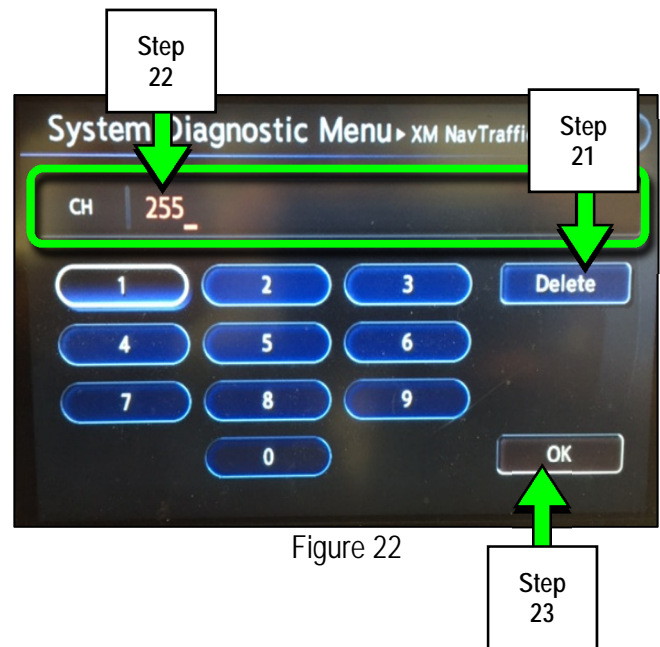 Step
22
System Diagnostic Menu ▸ XM NavTraffi
Step
21
CH 255_
1 2 3 Delete
4 5 6
7 8 9
0 OK
Figure 22
Step
23